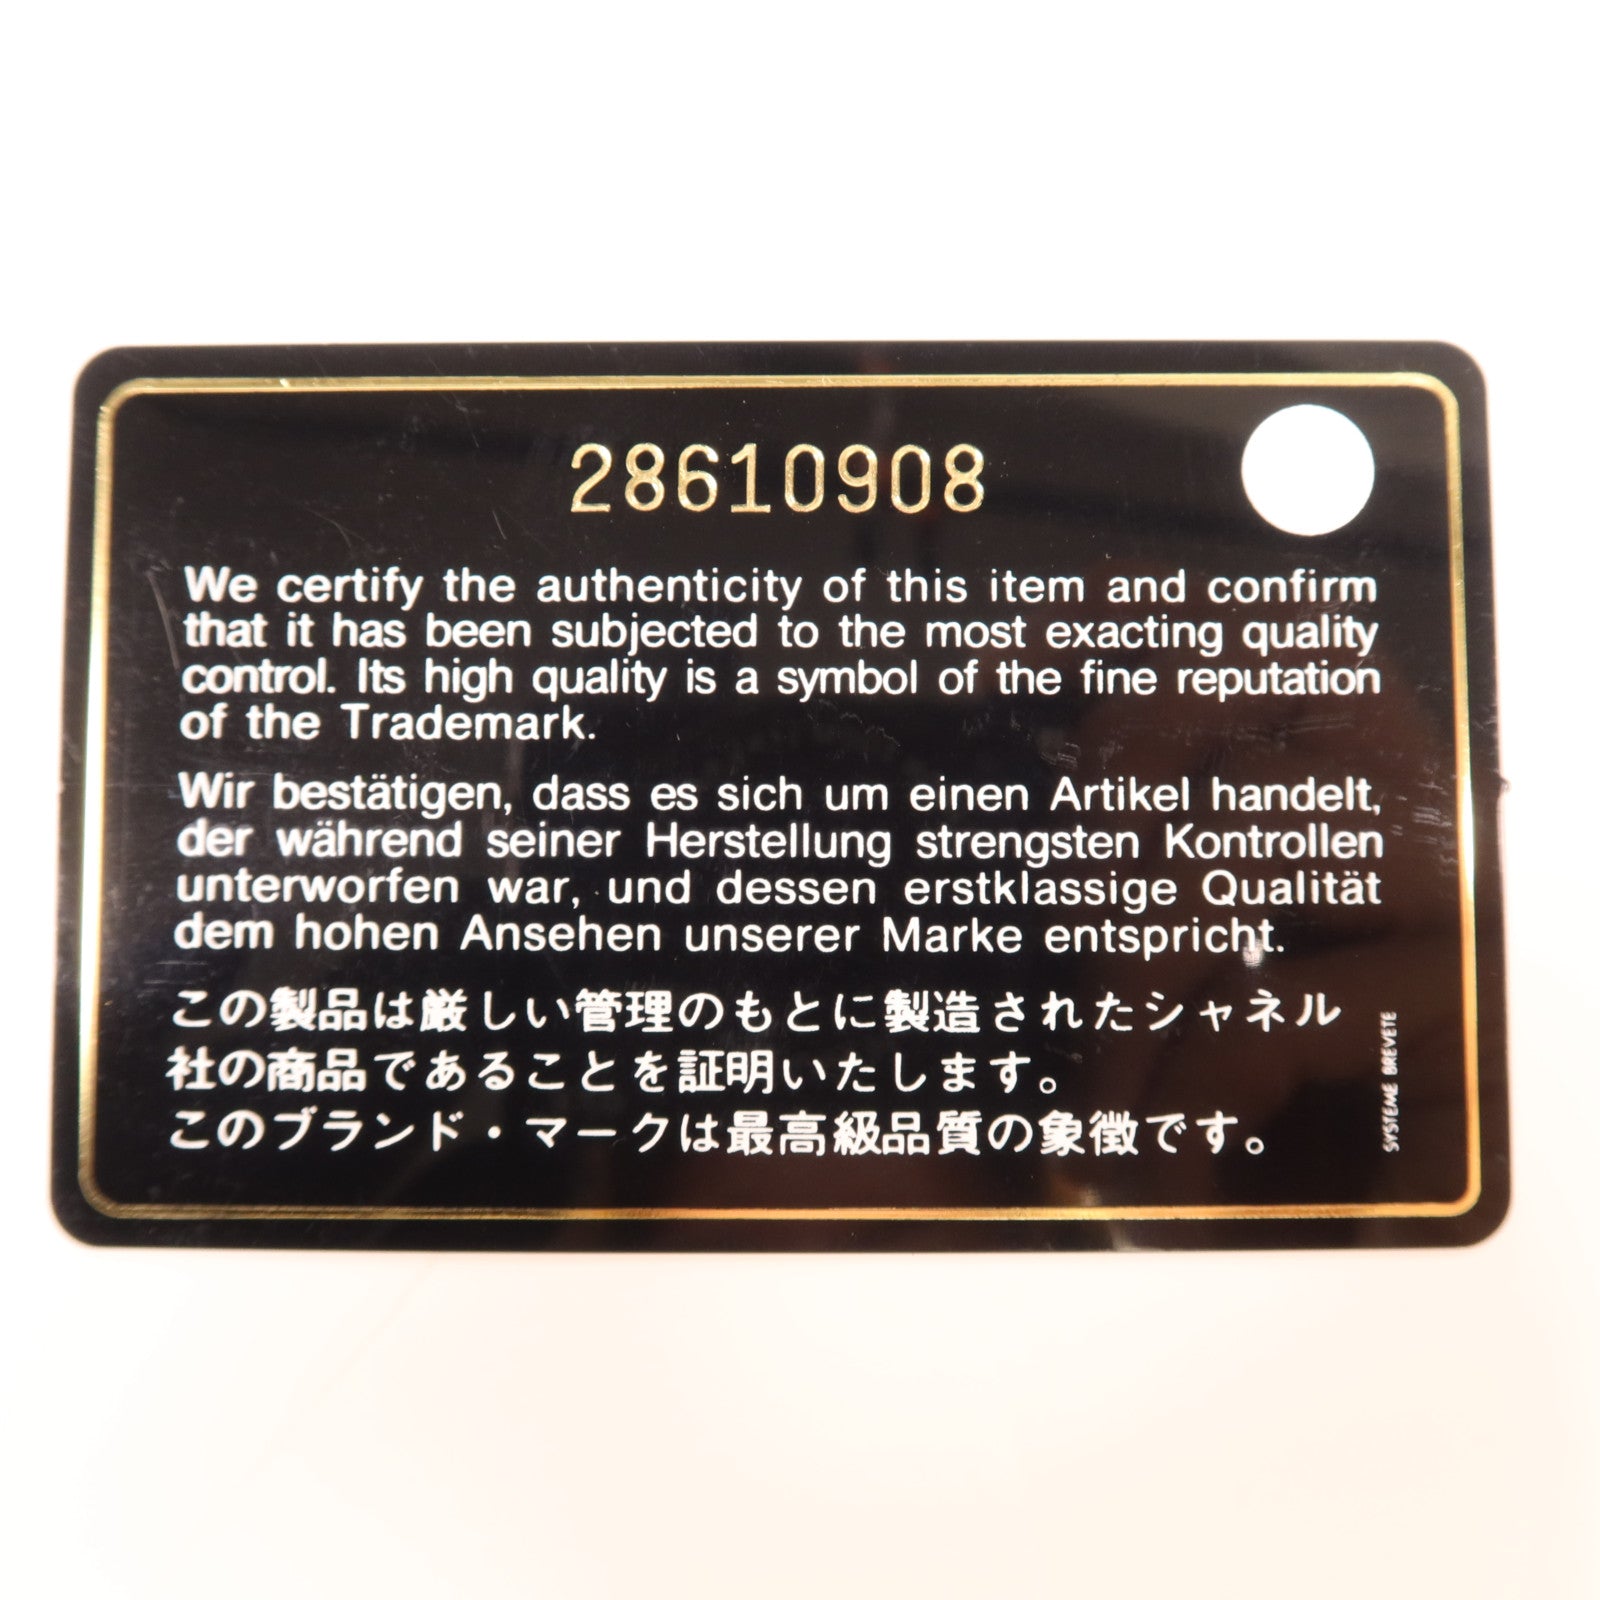 28610908
We certify the authenticity of this item and confirm
that it has been subjected to the most exacting quality
control. Its high quality is a symbol of the fine reputation
of the Trademark.
Wir bestätigen, dass es sich um einen Artikel handelt,
der während seiner Herstellung strengsten Kontrollen
unterworfen war, und dessen erstklassige Qualität
dem hohen Ansehen unserer Marke entspricht.
この製品は厳しい管理のもとに製造されたシャネル
社の商品であることを証明いたします。
このブランド・マークは最高級品質の象徴です。
SYSTEME BREVETE